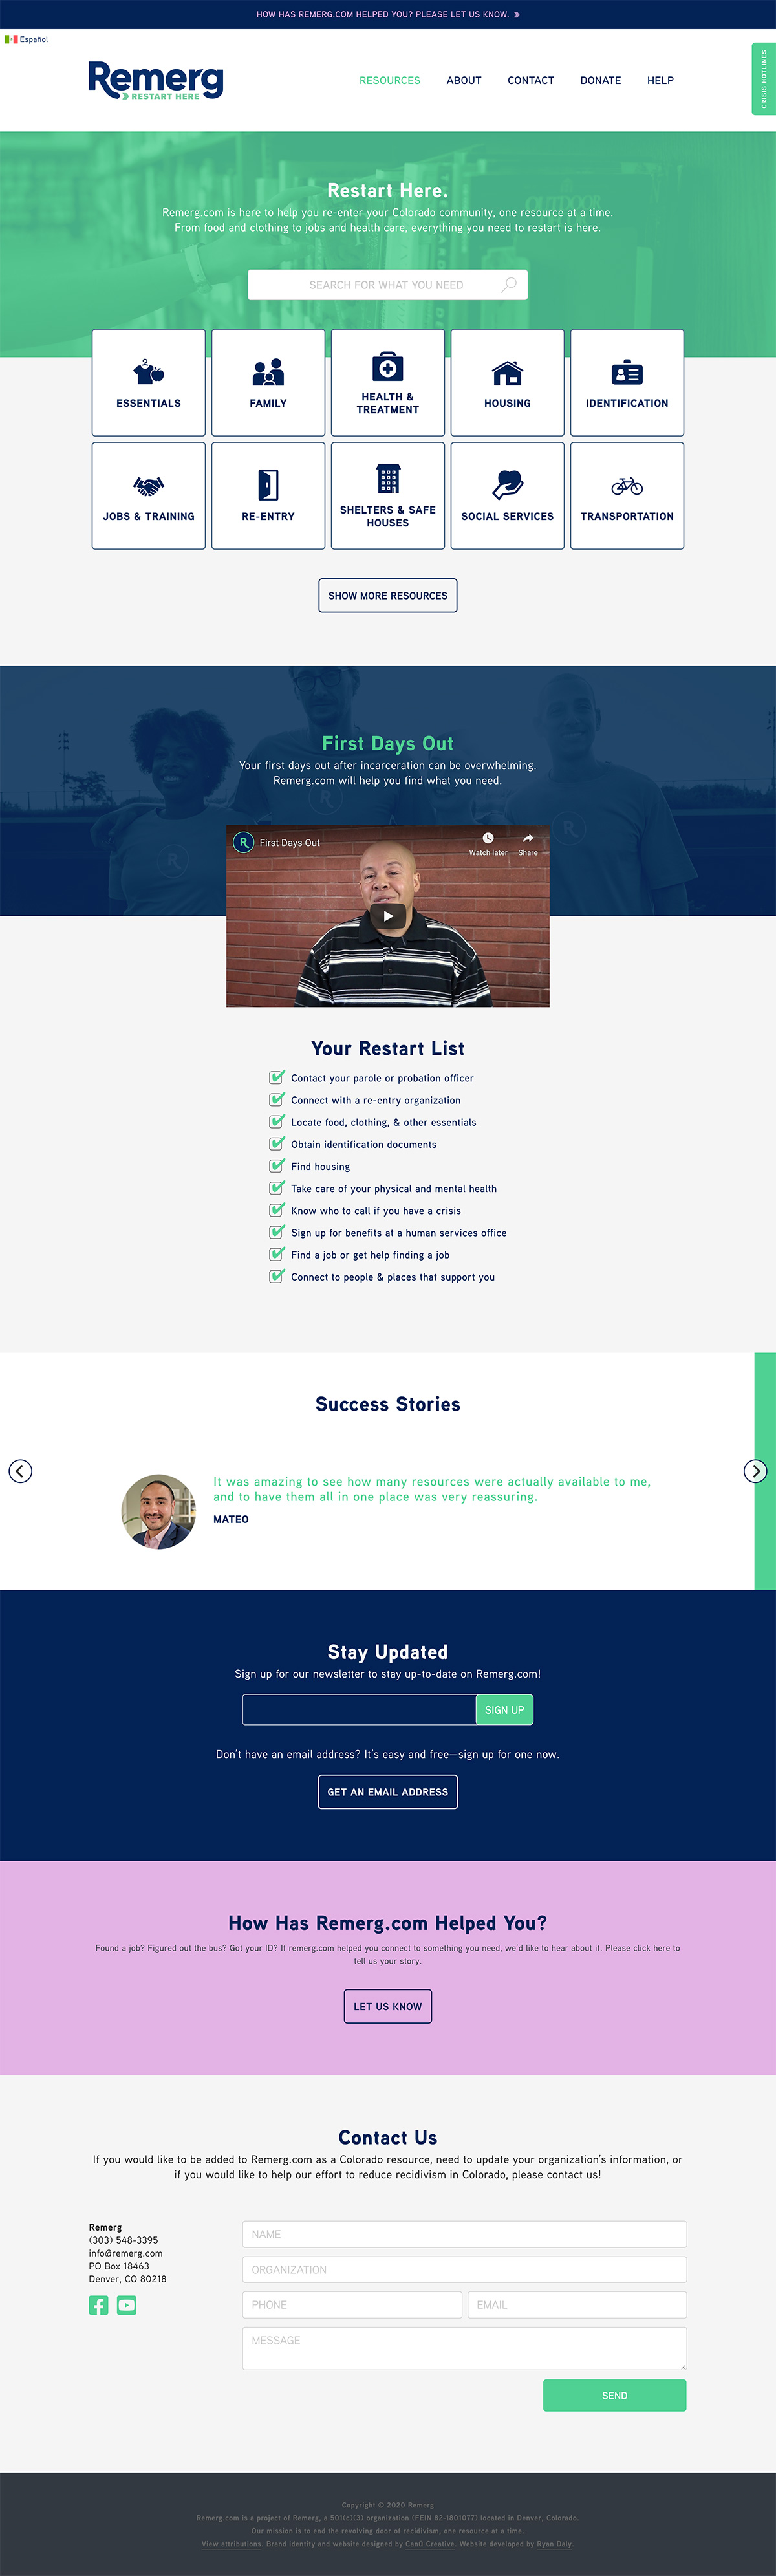 HOW HAS REMERG.COM HELPED YOU? PLEASE LET US KNOW. »
Español
CRISIS HOTLINES
Remerg
RESTART HERE
RESOURCES ABOUT CONTACT DONATE HELP
Restart Here.
Remerg.com is here to help you re-enter your Colorado community, one resource at a time.
From food and clothing to jobs and health care, everything you need to restart is here.
SEARCH FOR WHAT YOU NEED
ESSENTIALS
FAMILY
HEALTH &
TREATMENT
HOUSING
IDENTIFICATION
JOBS & TRAINING
RE-ENTRY
SHELTERS & SAFE
HOUSES
SOCIAL SERVICES
TRANSPORTATION
SHOW MORE RESOURCES
First Days Out
Your first days out after incarceration can be overwhelming.
Remerg.com will help you find what you need.
R First Days Out
Watch later Share
Your Restart List
Contact your parole or probation officer
Connect with a re-entry organization
Locate food, clothing, & other essentials
Obtain identification documents
Find housing
Take care of your physical and mental health
Know who to call if you have a crisis
Sign up for benefits at a human services office
Find a job or get help finding a job
Connect to people & places that support you
Success Stories
It was amazing to see how many resources were actually available to me,
and to have them all in one place was very reassuring.
MATEO
Stay Updated
Sign up for our newsletter to stay up-to-date on Remerg.com!
SIGN UP
Don't have an email address? It's easy and free—sign up for one now.
GET AN EMAIL ADDRESS
How Has Remerg.com Helped You?
Found a job? Figured out the bus? Got your ID? If remerg.com helped you connect to something you need, we'd like to hear about it. Please click here to
tell us your story.
LET US KNOW
Contact Us
If you would like to be added to Remerg.com as a Colorado resource, need to update your organization's information, or
if you would like to help our effort to reduce recidivism in Colorado, please contact us!
Remerg
(303) 548-3395
info@remerg.com
PO Box 18463
Denver, CO 80218
NAME
ORGANIZATION
PHONE EMAIL
MESSAGE
SEND
Copyright © 2020 Remerg
Remerg.com is a project of Remerg, a 501(c)(3) organization (FEIN 82-1801077) located in Denver, Colorado.
Our mission is to end the revolving door of recidivism, one resource at a time.
View attributions. Brand identity and website designed by Canú Creative. Website developed by Ryan Daly.